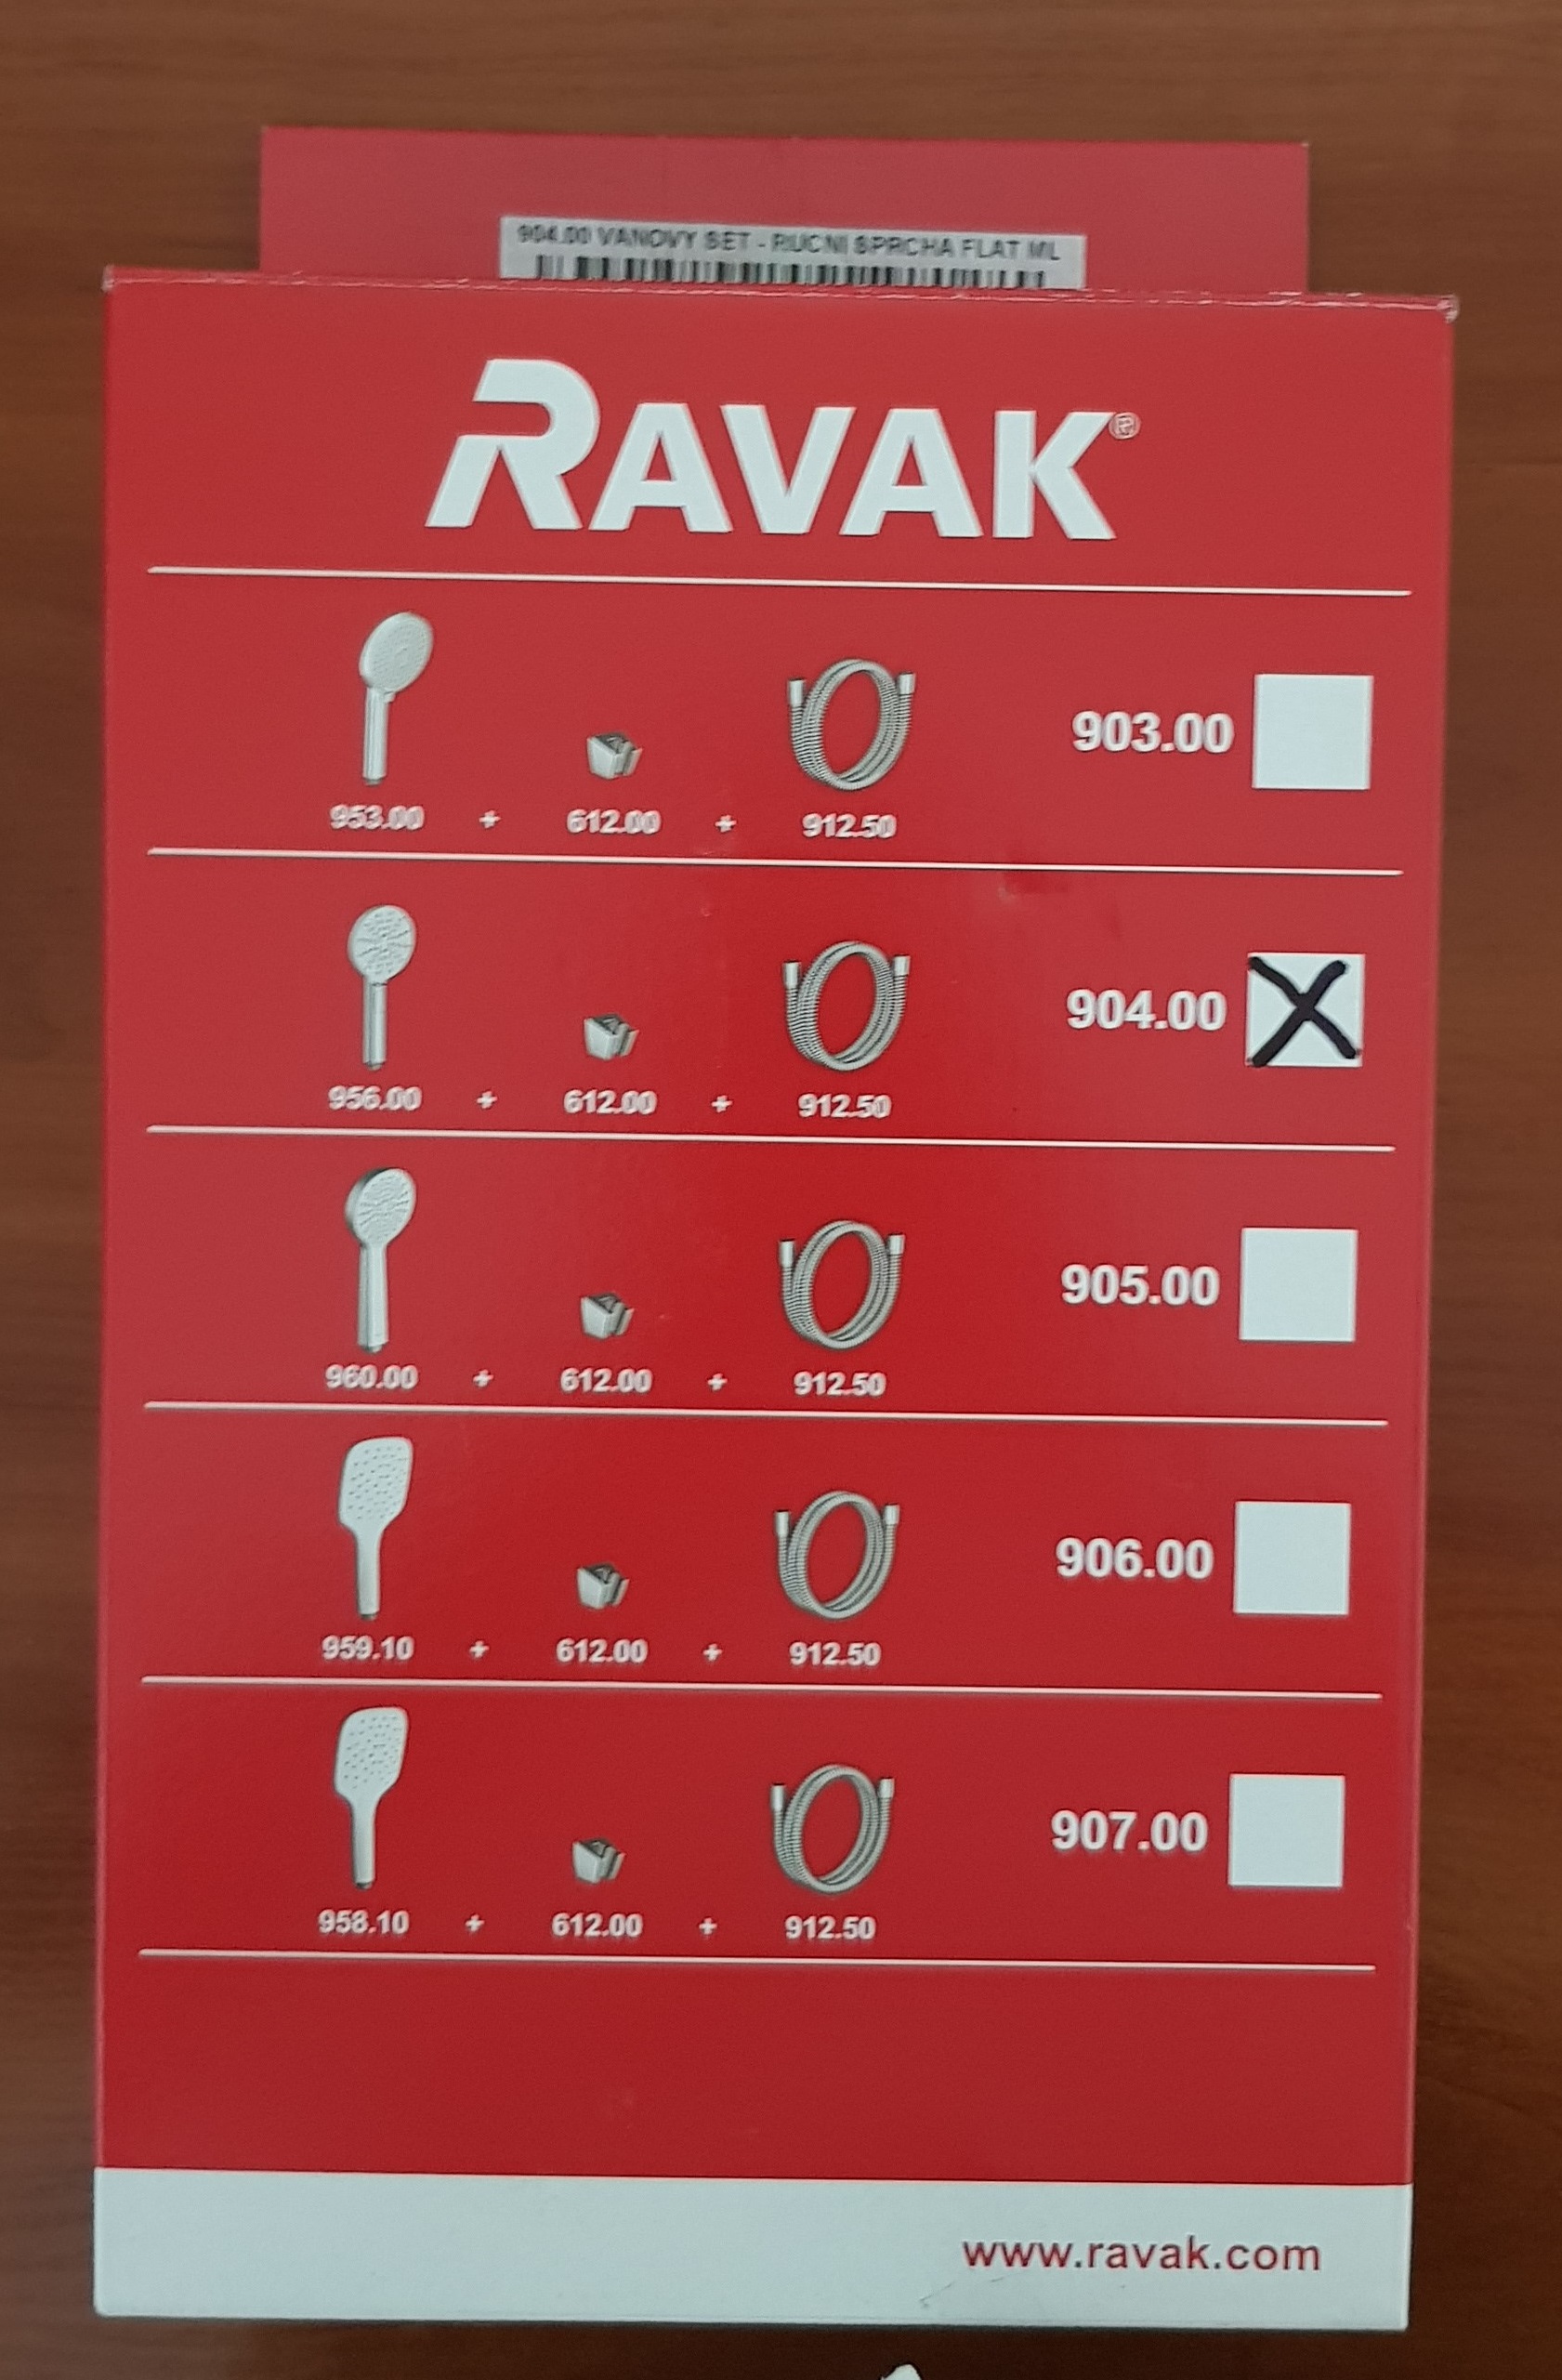 904.00 VANOVY SET - RUCNI SPRCHA FLAT ML
RAVAK®
903.00
953.00 + 612.00 + 912.50
904.00
956.00 + 612.00 + 912.50
905.00
960.00 + 612.00 + 912.50
906.00
959.10 + 612.00 + 912.50
907.00
958.10 + 612.00 + 912.50
www.ravak.com